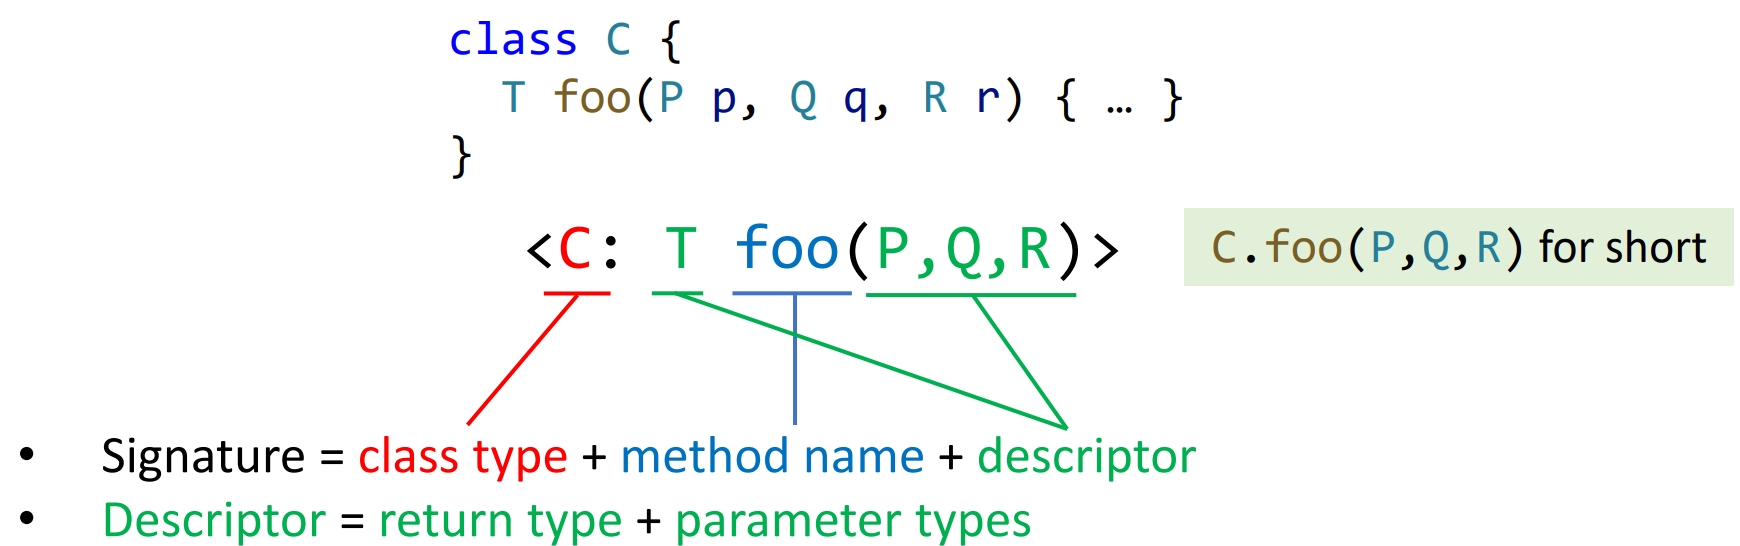 class C {
T foo(P p, Q q, R r) { … }
}
<C: T foo(P,Q,R)>
C.foo(P,Q,R) for short
• Signature = class type + method name + descriptor
• Descriptor = return type + parameter types